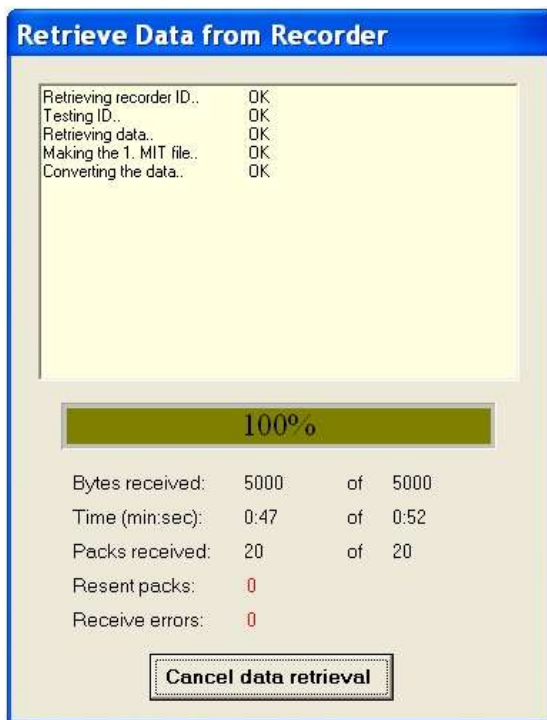 Retrieve Data from Recorder
Retrieving recorder ID.. OK
Testing ID.. OK
Retrieving data.. OK
Making the 1. MIT file.. OK
Converting the data.. OK
100%
Bytes received: 5000 of 5000
Time (min:sec): 0:47 of 0:52
Packs received: 20 of 20
Resent packs: 0
Receive errors: 0
Cancel data retrieval